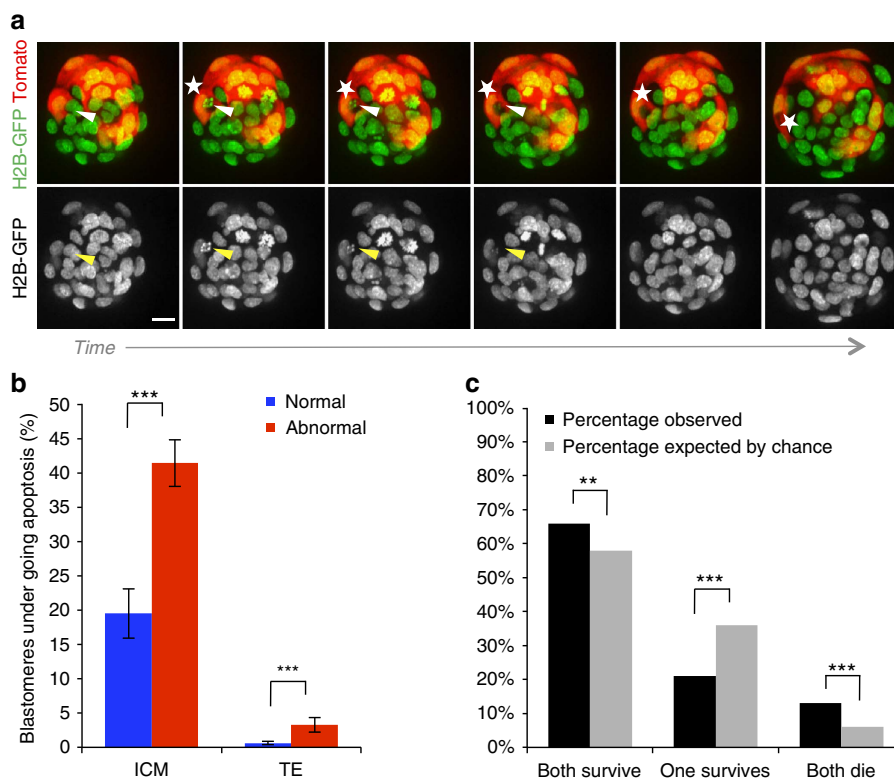 a
H2B-GFP Tomato
H2B-GFP
Time
b
Blastomeres under going apoptosis (%)
50
45
40
35
30
25
20
15
10
5
0
***
***
Normal
Abnormal
ICM
TE
c
100%
90%
80%
70%
60%
50%
40%
30%
20%
10%
0%
Percentage observed
Percentage expected by chance
**
***
***
Both survive
One survives
Both die